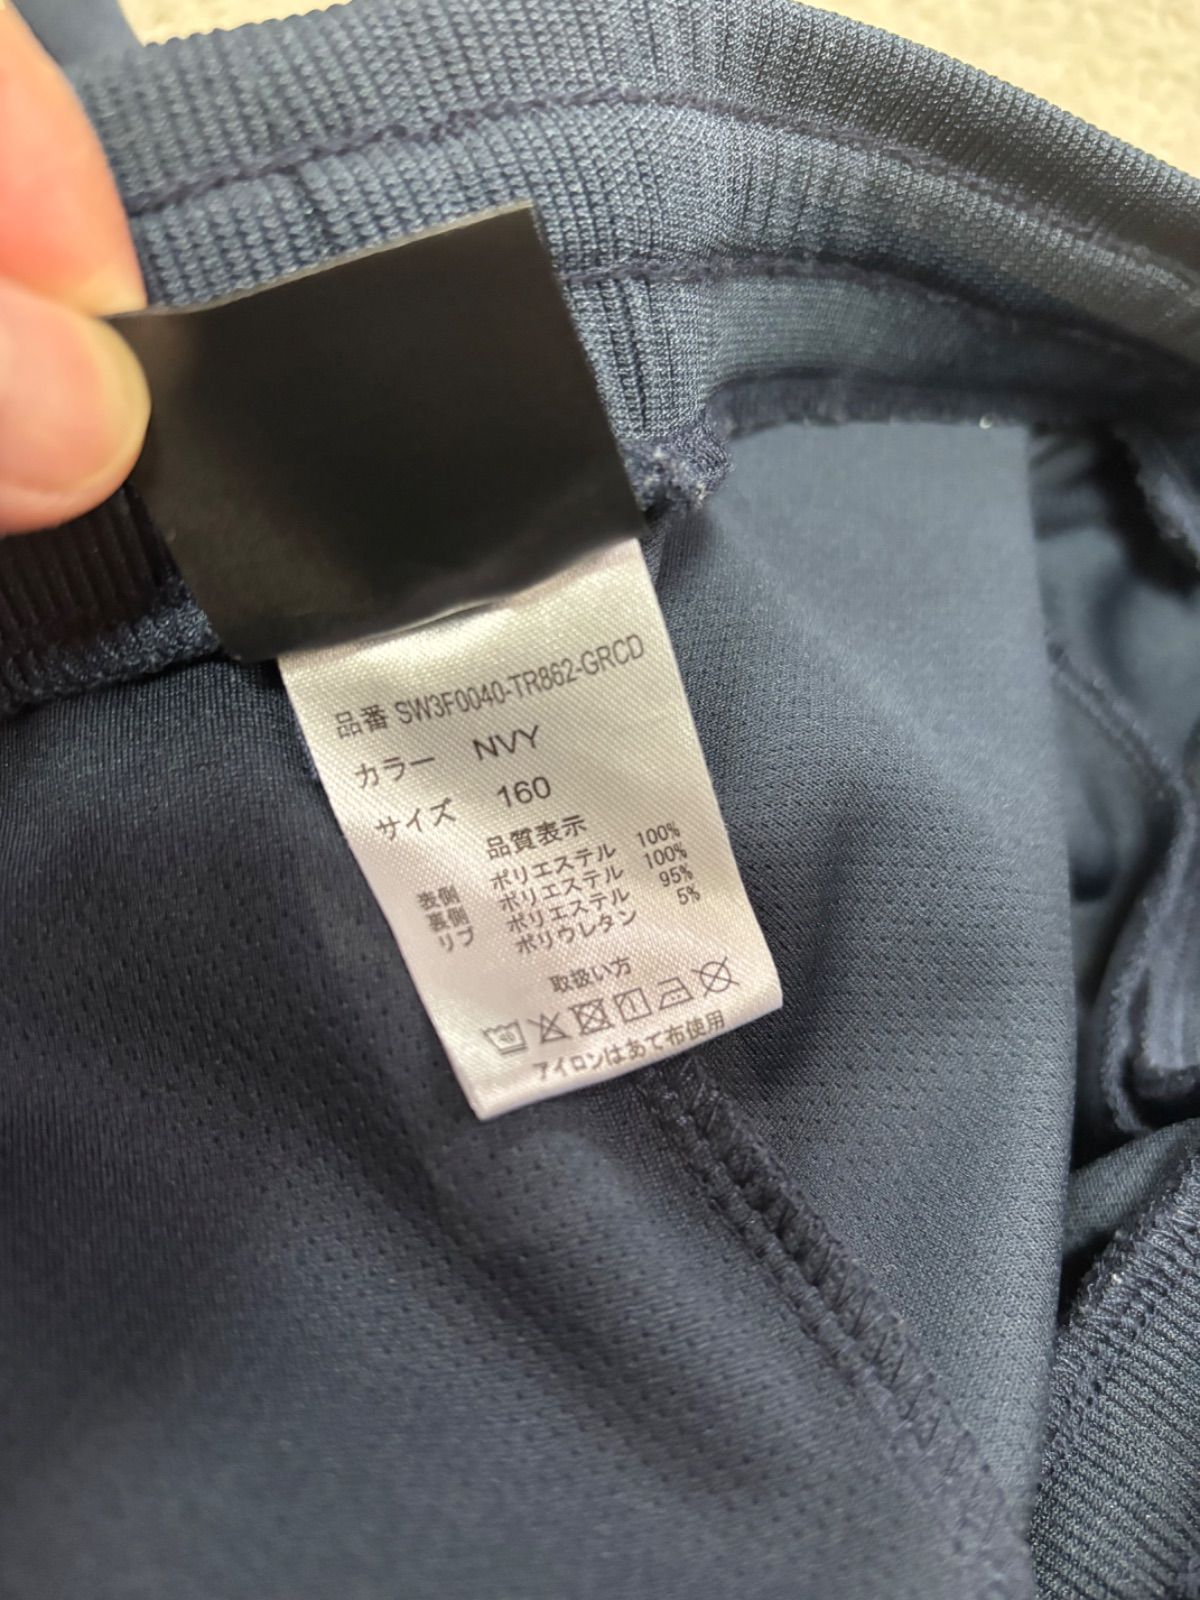 品番 SW3F0040-TR862-GRCD
カラー NVY
サイズ 160
品質表示
表側 ポリエステル 100%
裏側 ポリエステル 100%
リブ ポリエステル 95%
ポリウレタン 5%
取扱い方
40
アイロンはあて布使用